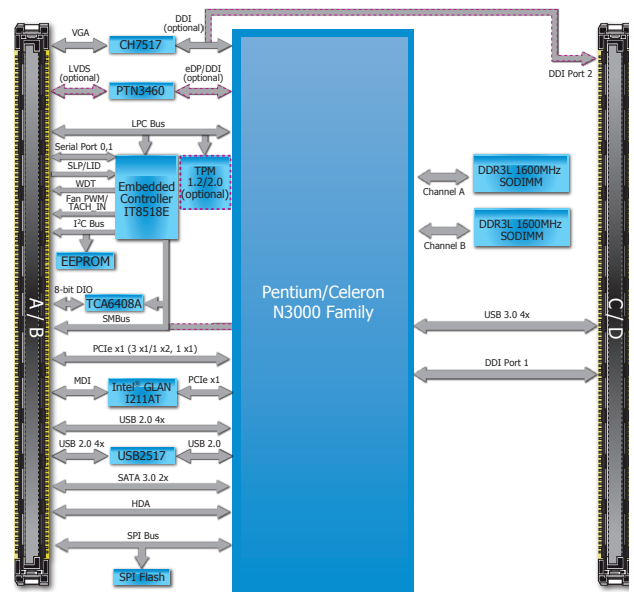 VGA
CH7517
DDI
(optional)
DDI Port 2
LVDS
(optional)
PTN3460
eDP/DDI
(optional)
LPC Bus
Serial Port 0,1
SLP/LID
WDT
Fan PWM/
TACH_IN
I²C Bus
Embedded
Controller
IT8518E
TPM
1.2/2.0
(optional)
EEPROM
8-bit DIO
TCA6408A
SMBus
A / B
PCIe x1 (3 x1/1 x2, 1 x1)
MDI
Intel® GLAN
I211AT
PCIe x1
USB 2.0 4x
USB 2.0 4x
USB2517
USB 2.0
SATA 3.0 2x
HDA
SPI Bus
SPI Flash
Pentium/Celeron
N3000 Family
Channel A
DDR3L 1600MHz
SODIMM
Channel B
DDR3L 1600MHz
SODIMM
USB 3.0 4x
DDI Port 1
C / D